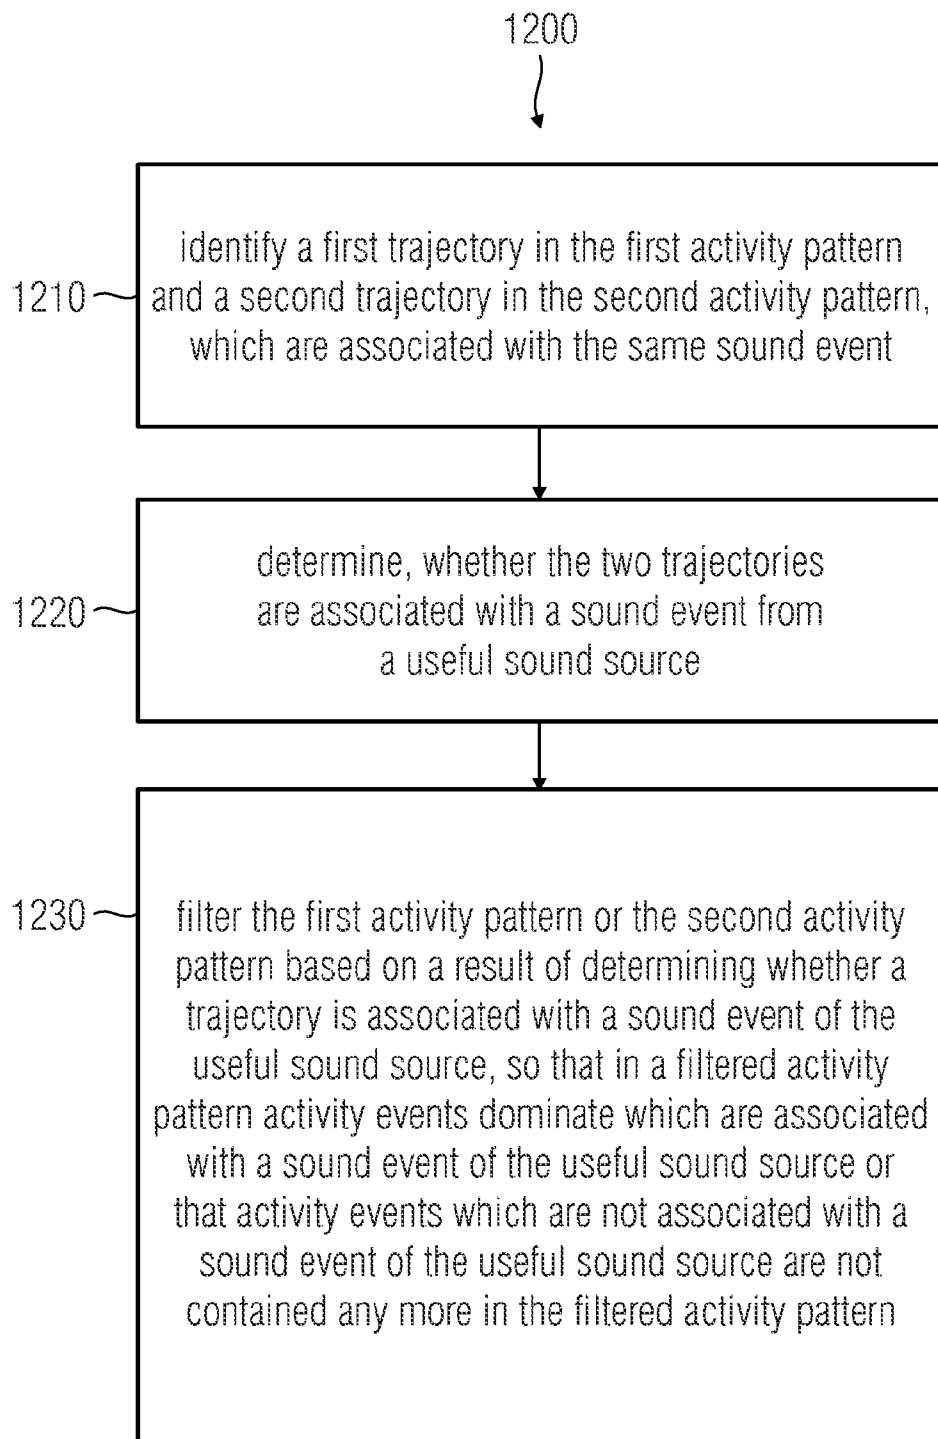 1200
identify a first trajectory in the first activity pattern
1210
and a second trajectory in the second activity pattern,
which are associated with the same sound event
determine, whether the two trajectories
1220
are associated with a sound event from
a useful sound source
1230
filter the first activity pattern or the second activity
pattern based on a result of determining whether a
trajectory is associated with a sound event of the
useful sound source, so that in a filtered activity
pattern activity events dominate which are associated
with a sound event of the useful sound source or
that activity events which are not associated with a
sound event of the useful sound source are not
contained any more in the filtered activity pattern